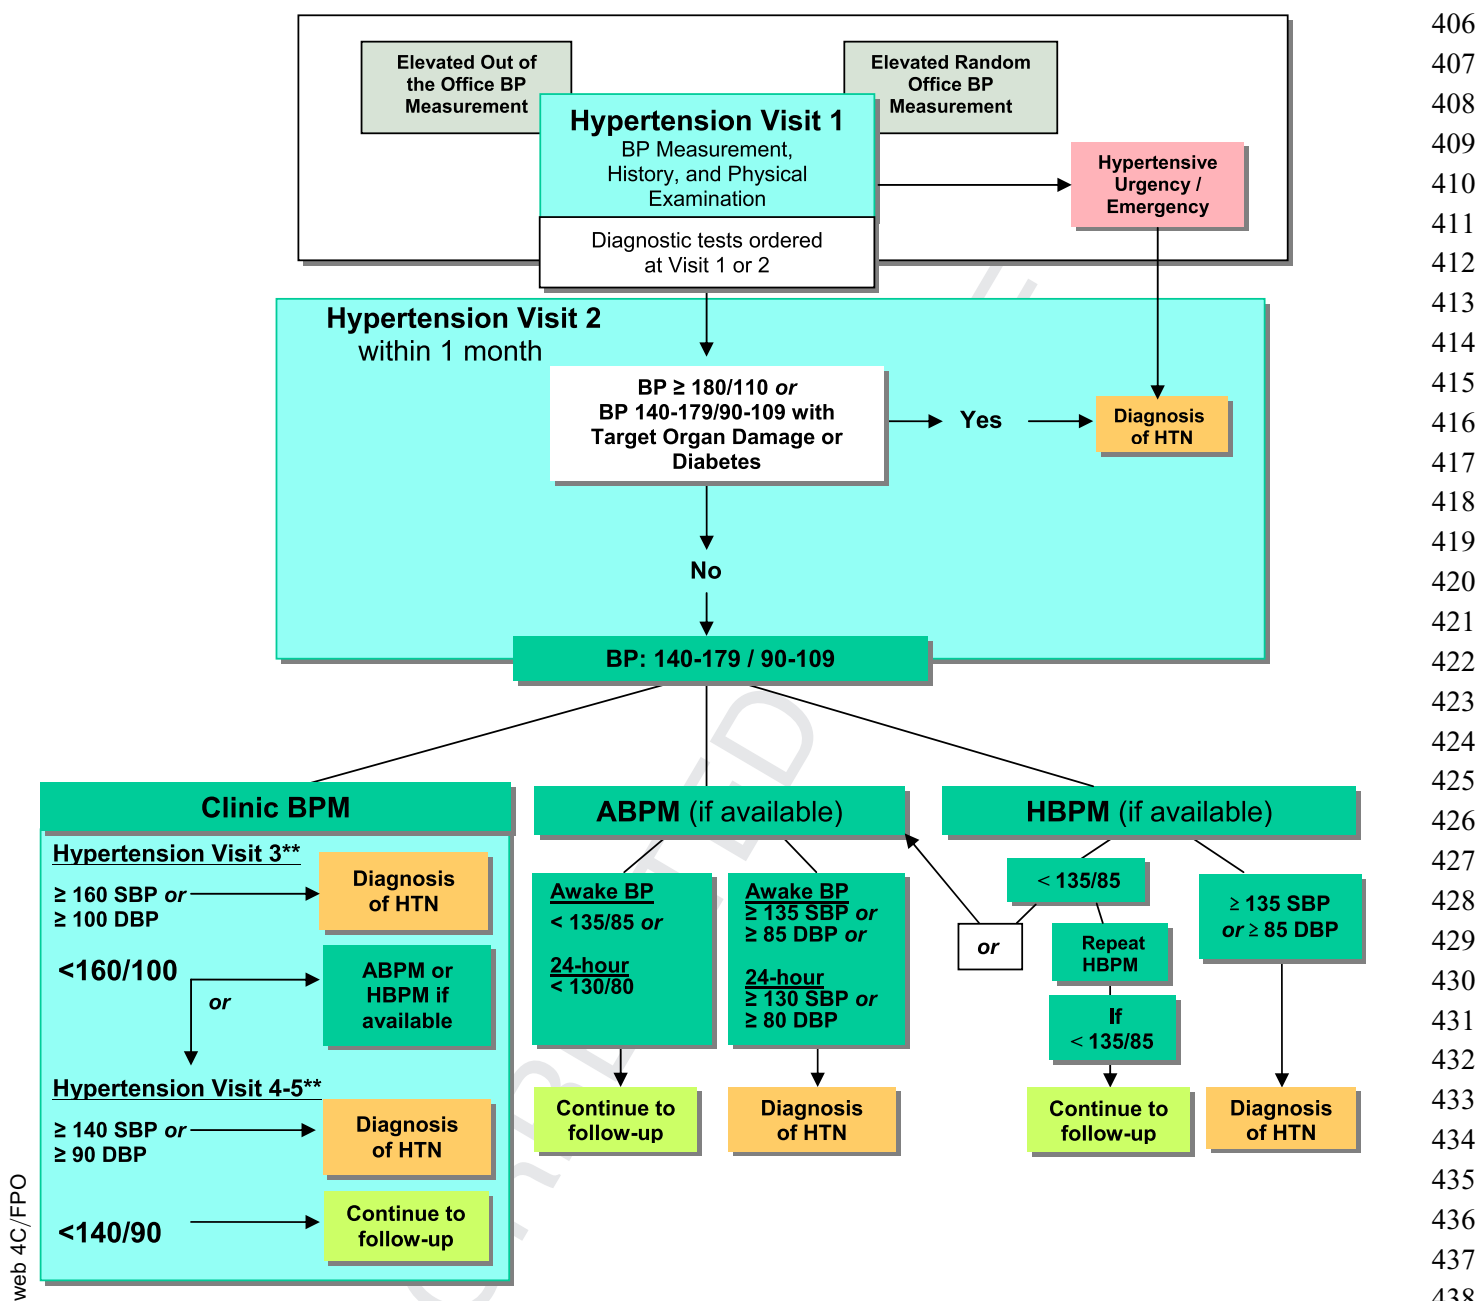 Elevated Out of
the Office BP
Measurement
Elevated Random
Office BP
Measurement
Hypertension Visit 1
BP Measurement,
History, and Physical
Examination
Diagnostic tests ordered
at Visit 1 or 2
Hypertensive
Urgency /
Emergency
Hypertension Visit 2
within 1 month
BP ≥ 180/110 or
BP 140-179/90-109 with
Target Organ Damage or
Diabetes
Yes
Diagnosis
of HTN
No
BP: 140-179 / 90-109
Clinic BPM
Hypertension Visit 3**
≥ 160 SBP or
≥ 100 DBP
Diagnosis
of HTN
<160/100
or
ABPM or
HBPM if
available
Hypertension Visit 4-5**
≥ 140 SBP or
≥ 90 DBP
Diagnosis
of HTN
<140/90
Continue to
follow-up
ABPM (if available)
Awake BP
< 135/85 or
24-hour
< 130/80
Continue to
follow-up
Awake BP
≥ 135 SBP or
≥ 85 DBP or
24-hour
≥ 130 SBP or
≥ 80 DBP
Diagnosis
of HTN
HBPM (if available)
< 135/85
or
Repeat
HBPM
If
< 135/85
Continue to
follow-up
≥ 135 SBP
or ≥ 85 DBP
Diagnosis
of HTN
web 4C/FPO
406
407
408
409
410
411
412
413
414
415
416
417
418
419
420
421
422
423
424
425
426
427
428
429
430
431
432
433
434
435
436
437
438